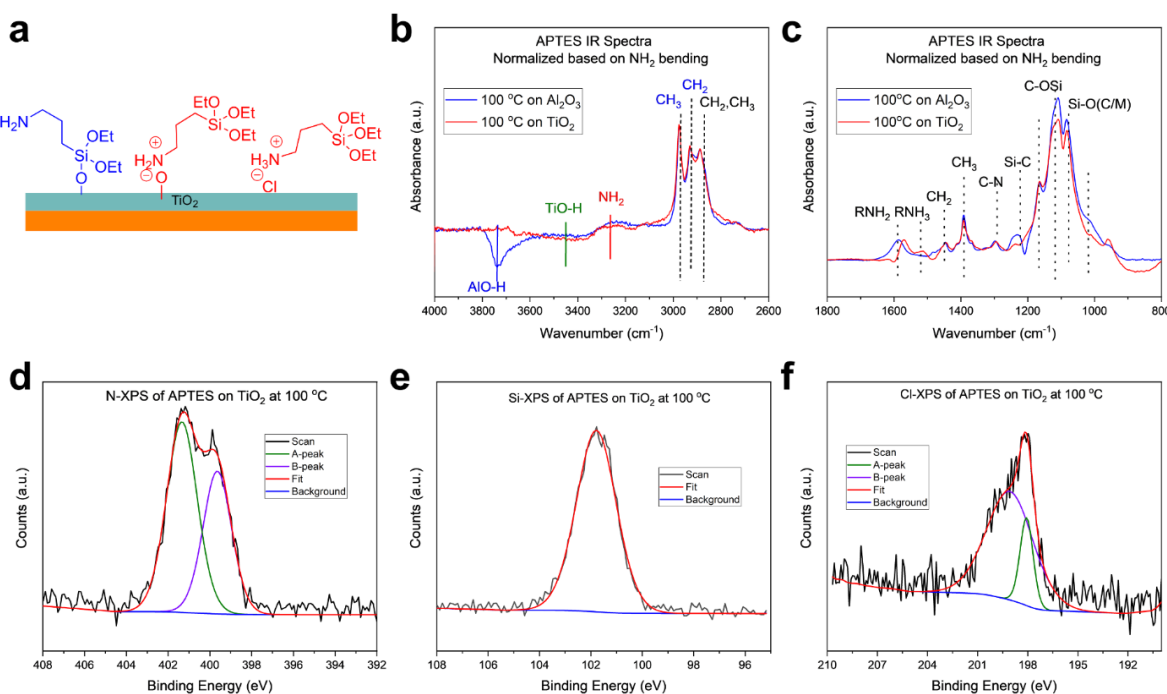 a
H₂N
Si
OEt
OEt
O
EtO
OEt
Si
OEt
H₂N
+
−
O
EtO
OEt
Si
OEt
H₃N
+
−
Cl
TiO₂
b
APTES IR Spectra
Normalized based on NH₂ bending
100 °C on Al₂O₃
100 °C on TiO₂
CH₃
CH₂
CH₂,CH₃
TiO-H
NH₂
AlO-H
Absorbance (a.u.)
4000 3800 3600 3400 3200 3000 2800 2600
Wavenumber (cm⁻¹)
c
APTES IR Spectra
Normalized based on NH₂ bending
100°C on Al₂O₃
100°C on TiO₂
C-OSi
Si-O(C/M)
Si-C
CH₃
C-N
CH₂
RNH₂
RNH₃
Absorbance (a.u.)
1800 1600 1400 1200 1000 800
Wavenumber (cm⁻¹)
d
N-XPS of APTES on TiO₂ at 100 °C
Scan
A-peak
B-peak
Fit
Background
Counts (a.u.)
408 406 404 402 400 398 396 394 392
Binding Energy (eV)
e
Si-XPS of APTES on TiO₂ at 100 °C
Scan
Fit
Background
Counts (a.u.)
108 106 104 102 100 98 96
Binding Energy (eV)
f
Cl-XPS of APTES on TiO₂ at 100 °C
Scan
A-peak
B-peak
Fit
Background
Counts (a.u.)
210 207 204 201 198 195 192
Binding Energy (eV)